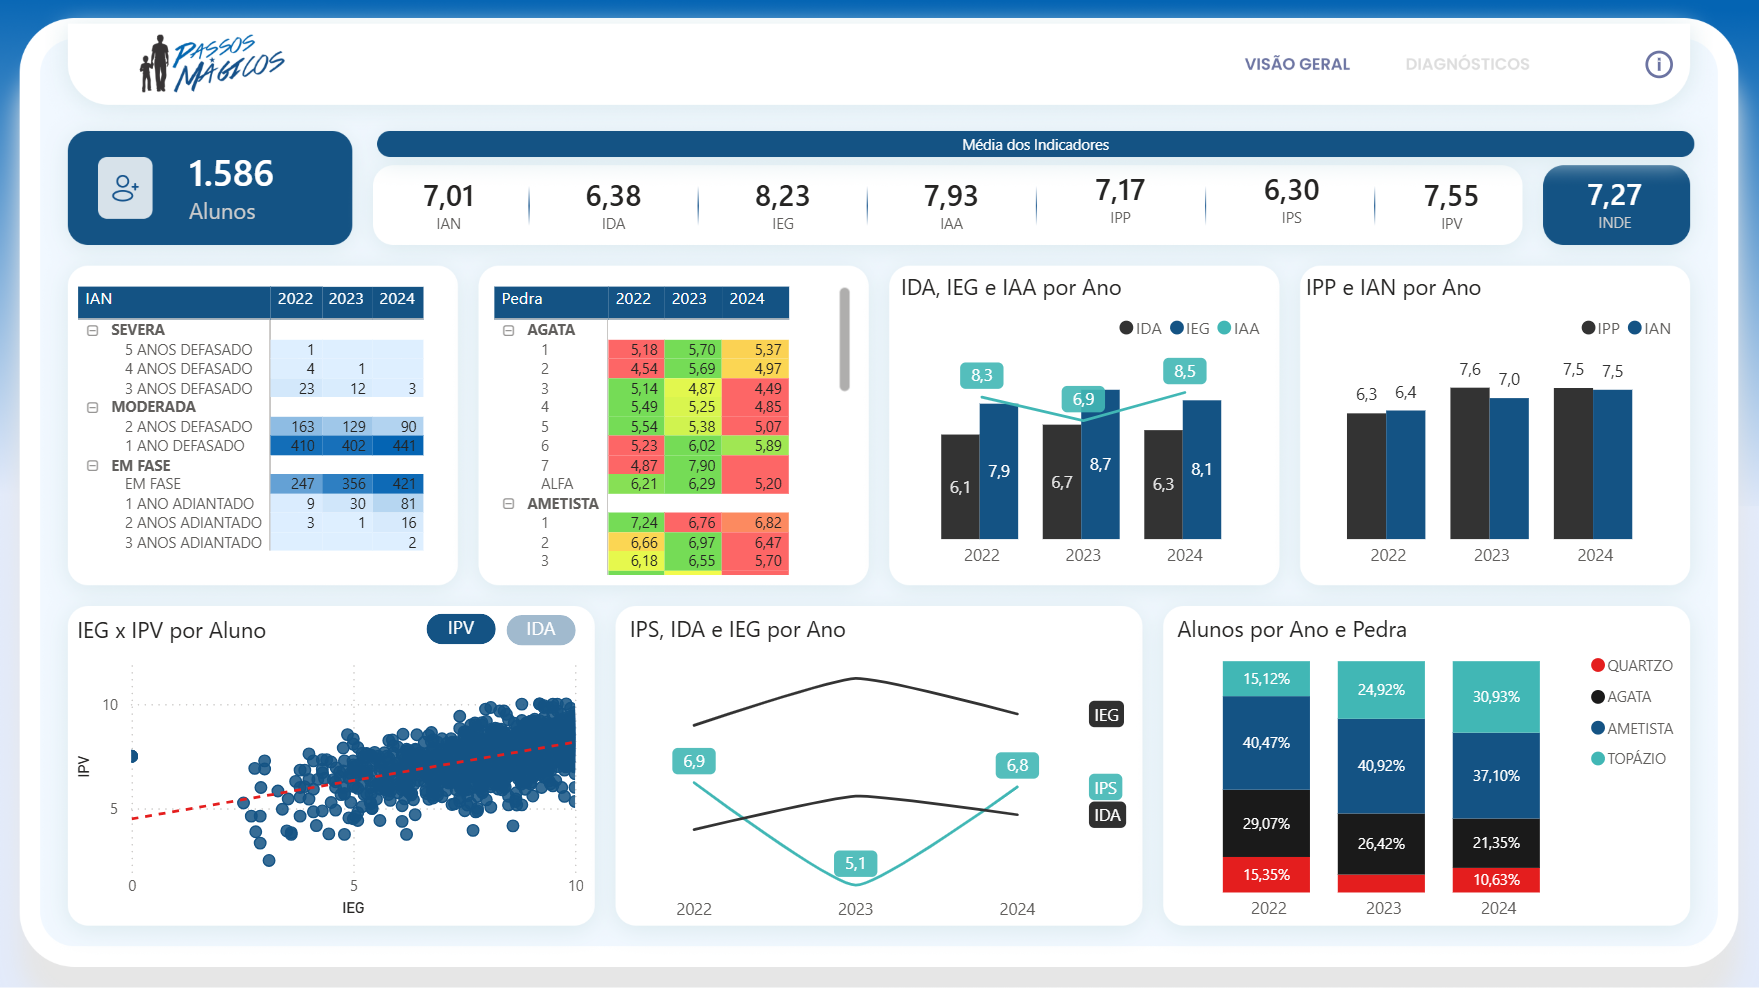 PASSOS
MÁGICOS
VISÃO GERAL
DIAGNÓSTICOS
1.586
Alunos
Média dos Indicadores
7,01
IAN
6,38
IDA
8,23
IEG
7,93
IAA
7,17
IPP
6,30
IPS
7,55
IPV
7,27
INDE
IAN 2022 2023 2024
SEVERA
5 ANOS DEFASADO 1
4 ANOS DEFASADO 4 1
3 ANOS DEFASADO 23 12 3
MODERADA
2 ANOS DEFASADO 163 129 90
1 ANO DEFASADO 410 402 441
EM FASE
EM FASE 247 356 421
1 ANO ADIANTADO 9 30 81
2 ANOS ADIANTADO 3 1 16
3 ANOS ADIANTADO 2
Pedra 2022 2023 2024
AGATA
1 5,18 5,70 5,37
2 4,54 5,69 4,97
3 5,14 4,87 4,49
4 5,49 5,25 4,85
5 5,54 5,38 5,07
6 5,23 6,02 5,89
7 4,87 7,90
ALFA 6,21 6,29 5,20
AMETISTA
1 7,24 6,76 6,82
2 6,66 6,97 6,47
3 6,18 6,55 5,70
IDA, IEG e IAA por Ano
IDA IEG IAA
8,3
6,9
8,5
6,1
7,9
6,7
8,7
6,3
8,1
2022 2023 2024
IPP e IAN por Ano
IPP IAN
6,3 6,4
7,6 7,0
7,5 7,5
2022 2023 2024
IEG x IPV por Aluno
IPV
IDA
IPV
10
5
0 5 10
IEG
IPS, IDA e IEG por Ano
6,9
5,1
6,8
IEG
IPS
IDA
2022 2023 2024
Alunos por Ano e Pedra
15,12%
40,47%
29,07%
15,35%
24,92%
40,92%
26,42%
30,93%
37,10%
21,35%
10,63%
2022 2023 2024
QUARTZO
AGATA
AMETISTA
TOPÁZIO